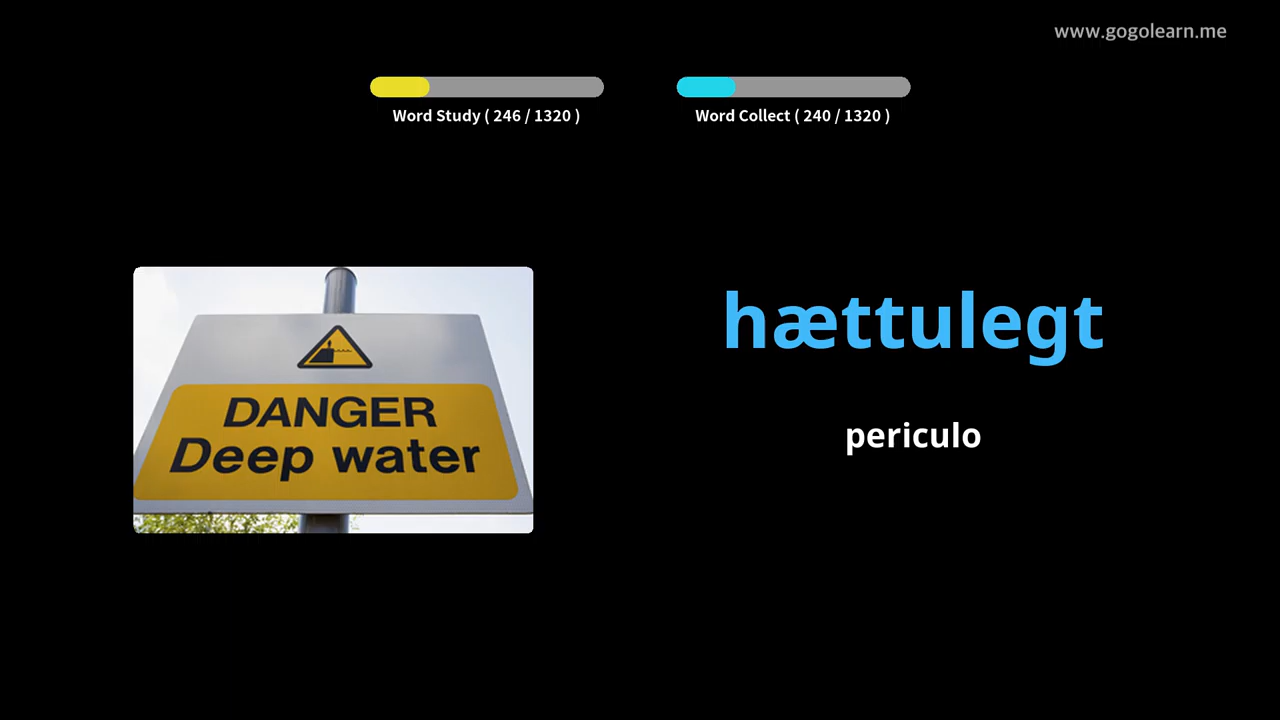 www.gogolearn.me
Word Study ( 246 / 1320 )
Word Collect ( 240 / 1320 )
DANGER
Deep water
hættulegt
periculo